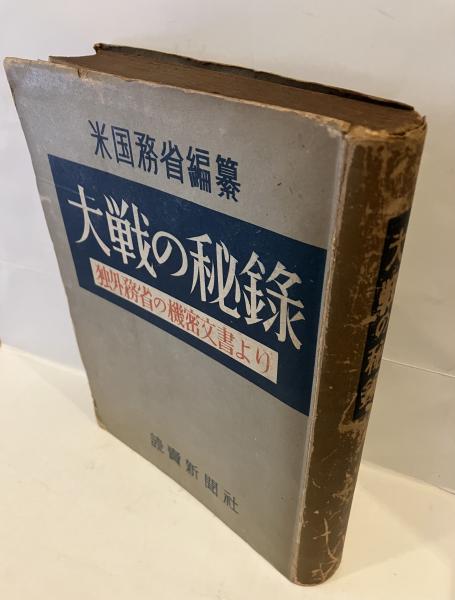 米国務省編纂
大戦の秘録
独外務省の機密文書より
讀賣新聞社
大戦の秘録